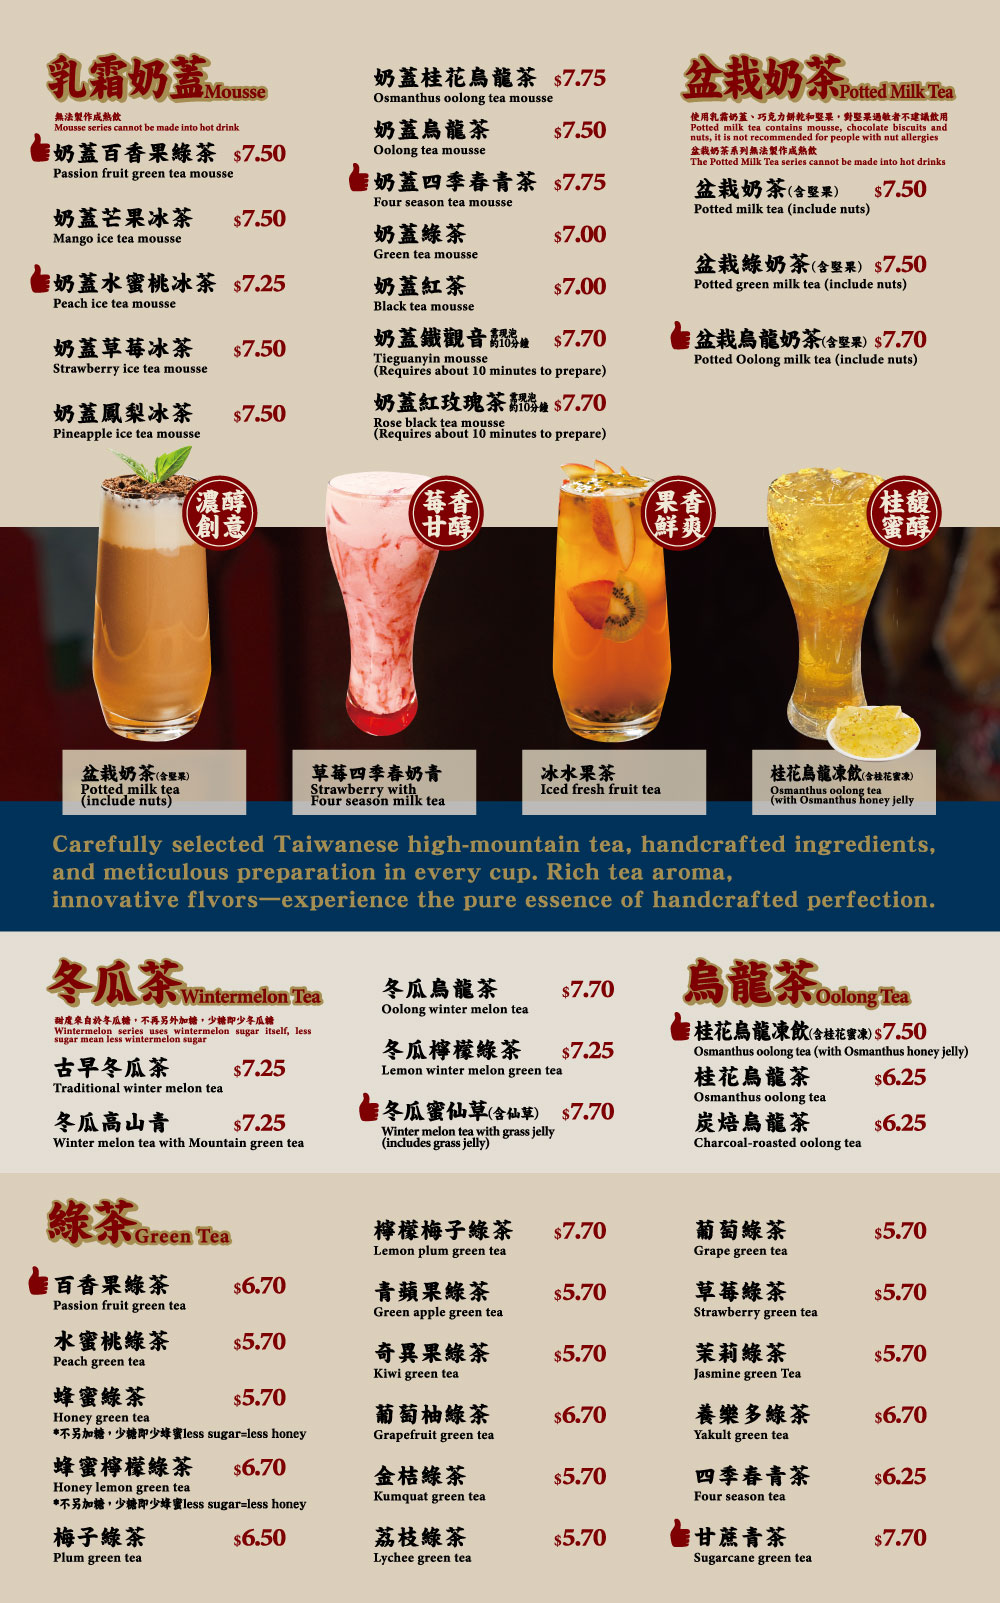 乳霜奶蓋Mousse
無法製作成熱飲
Mousse series cannot be made into hot drink
奶蓋百香果綠茶 $7.50
Passion fruit green tea mousse
奶蓋芒果冰茶 $7.50
Mango ice tea mousse
奶蓋水蜜桃冰茶 $7.25
Peach ice tea mousse
奶蓋草莓冰茶 $7.50
Strawberry ice tea mousse
奶蓋鳳梨冰茶 $7.50
Pineapple ice tea mousse
奶蓋桂花烏龍茶 $7.75
Osmanthus oolong tea mousse
奶蓋烏龍茶 $7.50
Oolong tea mousse
奶蓋四季春青茶 $7.75
Four season tea mousse
奶蓋綠茶 $7.00
Green tea mousse
奶蓋紅茶 $7.00
Black tea mousse
奶蓋鐵觀音 需現泡 約10分鐘 $7.70
Tieguanyin mousse
(Requires about 10 minutes to prepare)
奶蓋紅玫瑰茶 需現泡 約10分鐘 $7.70
Rose black tea mousse
(Requires about 10 minutes to prepare)
盆栽奶茶Potted Milk Tea
使用乳霜奶蓋、巧克力餅乾和堅果，對堅果過敏者不建議飲用
Potted milk tea contains mousse, chocolate biscuits and
nuts, it is not recommended for people with nut allergies
盆栽奶茶系列無法製作成熱飲
The Potted Milk Tea series cannot be made into hot drinks
盆栽奶茶(含堅果) $7.50
Potted milk tea (include nuts)
盆栽綠奶茶(含堅果) $7.50
Potted green milk tea (include nuts)
盆栽烏龍奶茶(含堅果) $7.70
Potted Oolong milk tea (include nuts)
濃醇
創意
莓香
甘醇
果香
鮮爽
桂馥
蜜醇
盆栽奶茶(含堅果)
Potted milk tea
(include nuts)
草莓四季春奶青
Strawberry with
Four season milk tea
冰水果茶
Iced fresh fruit tea
桂花烏龍凍飲(含桂花蜜凍)
Osmanthus oolong tea
(with Osmanthus honey jelly
Carefully selected Taiwanese high-mountain tea, handcrafted ingredients,
and meticulous preparation in every cup. Rich tea aroma,
innovative flvors—experience the pure essence of handcrafted perfection.
冬瓜茶Wintermelon Tea
甜度來自於冬瓜糖，不再另外加糖，少糖即少冬瓜糖
Wintermelon series uses wintermelon sugar itself, less
sugar mean less wintermelon sugar
古早冬瓜茶 $7.25
Traditional winter melon tea
冬瓜高山青 $7.25
Winter melon tea with Mountain green tea
冬瓜烏龍茶 $7.70
Oolong winter melon tea
冬瓜檸檬綠茶 $7.25
Lemon winter melon green tea
冬瓜蜜仙草(含仙草) $7.70
Winter melon tea with grass jelly
(includes grass jelly)
烏龍茶Oolong Tea
桂花烏龍凍飲(含桂花蜜凍) $7.50
Osmanthus oolong tea (with Osmanthus honey jelly)
桂花烏龍茶 $6.25
Osmanthus oolong tea
炭焙烏龍茶 $6.25
Charcoal-roasted oolong tea
綠茶Green Tea
百香果綠茶 $6.70
Passion fruit green tea
水蜜桃綠茶 $5.70
Peach green tea
蜂蜜綠茶 $5.70
Honey green tea
*不另加糖，少糖即少蜂蜜less sugar=less honey
蜂蜜檸檬綠茶 $6.70
Honey lemon green tea
*不另加糖，少糖即少蜂蜜less sugar=less honey
梅子綠茶 $6.50
Plum green tea
檸檬梅子綠茶 $7.70
Lemon plum green tea
青蘋果綠茶 $5.70
Green apple green tea
奇異果綠茶 $5.70
Kiwi green tea
葡萄柚綠茶 $6.70
Grapefruit green tea
金桔綠茶 $5.70
Kumquat green tea
荔枝綠茶 $5.70
Lychee green tea
葡萄綠茶 $5.70
Grape green tea
草莓綠茶 $5.70
Strawberry green tea
茉莉綠茶 $5.70
Jasmine green Tea
養樂多綠茶 $6.70
Yakult green tea
四季春青茶 $6.25
Four season tea
甘蔗青茶 $7.70
Sugarcane green tea